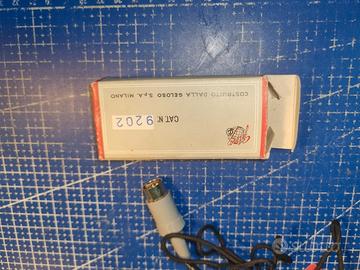 COSTRUITO DALLA GELOSO S.p.A. MILANO
CAT. N° 9202